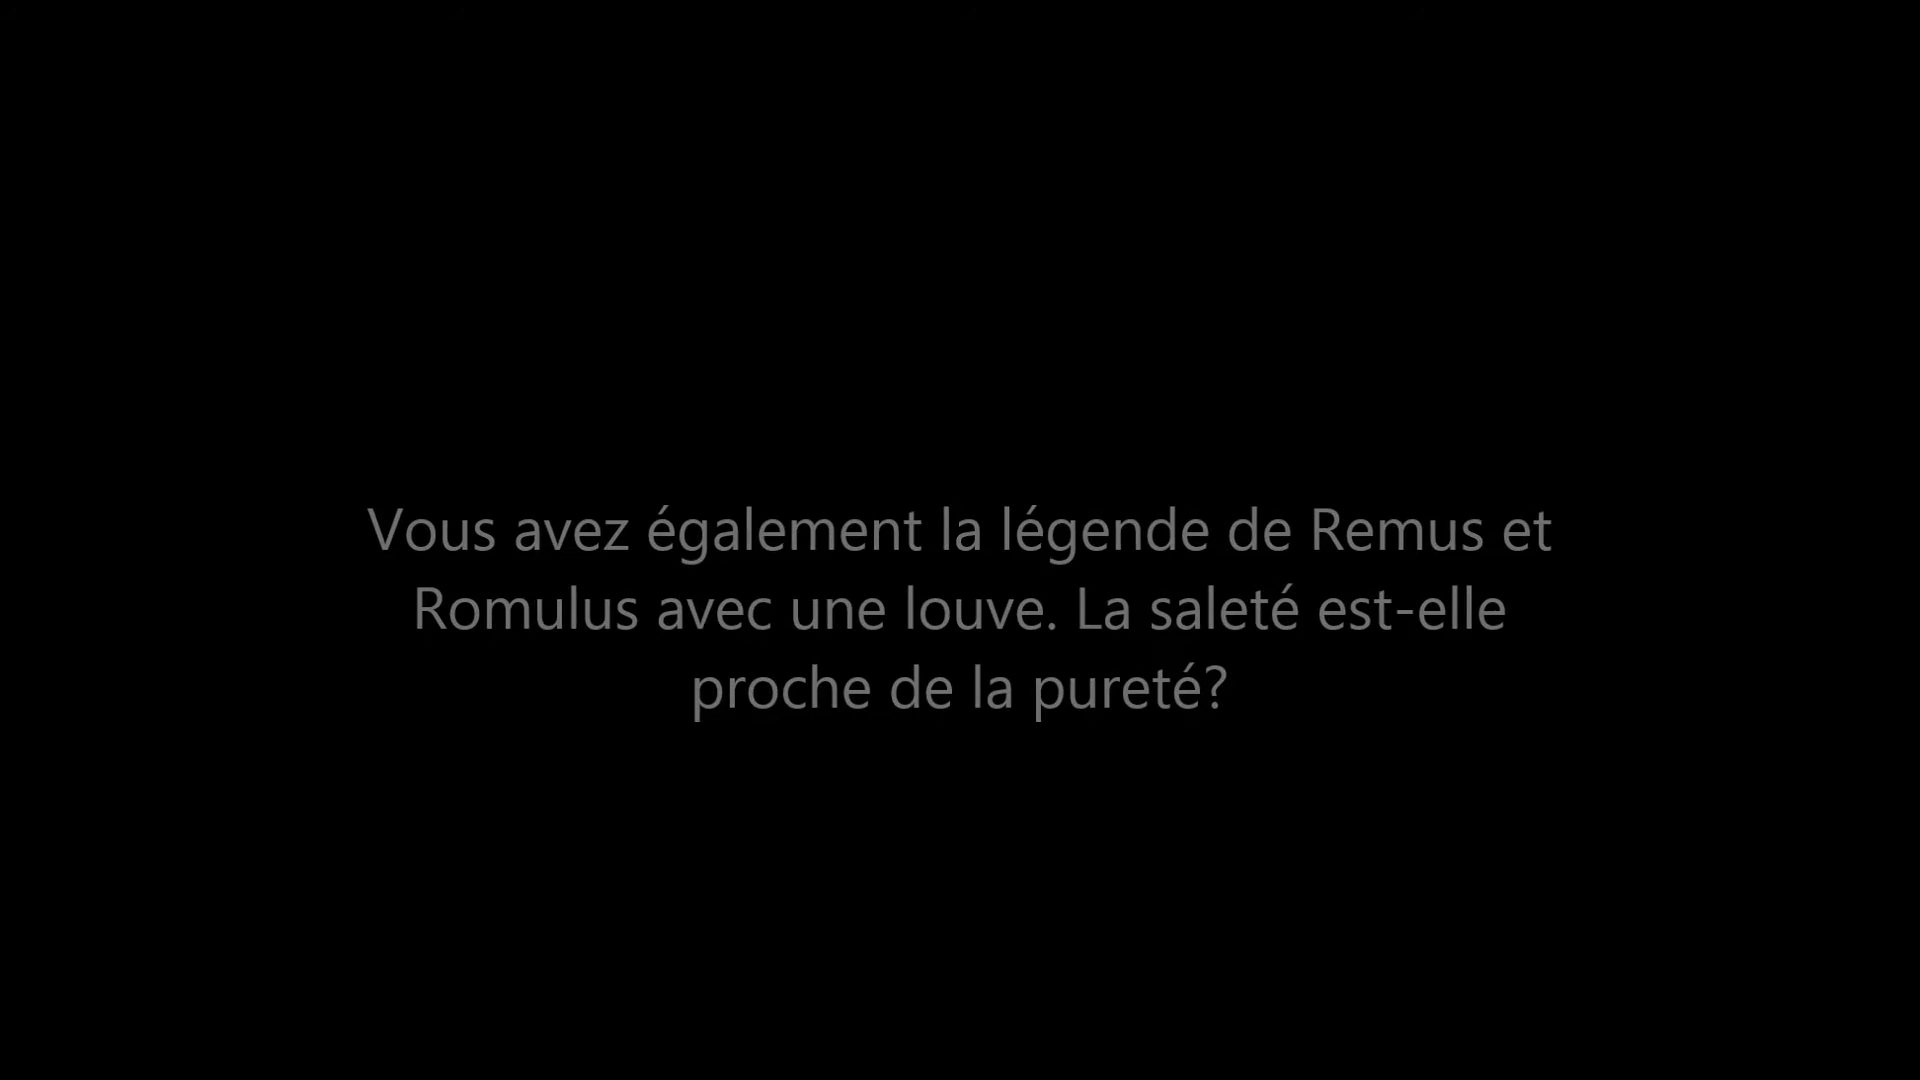 Vous avez également la légende de Remus et
Romulus avec une louve. La saleté est-elle
proche de la pureté?